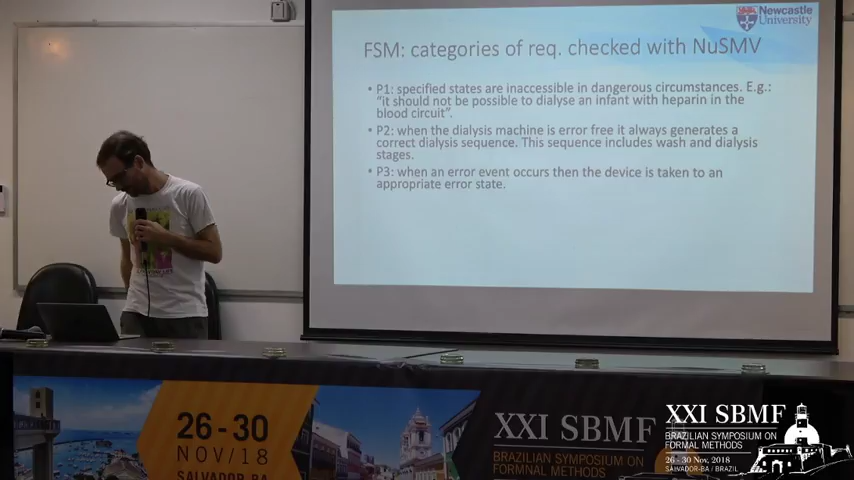 Newcastle
University
FSM: categories of req. checked with NuSMV
• P1: specified states are inaccessible in dangerous circumstances. E.g.:
"it should not be possible to dialyse an infant with heparin in the
blood circuit".
• P2: when the dialysis machine is error free it always generates a
correct dialysis sequence. This sequence includes wash and dialysis
stages.
• P3: when an error event occurs then the device is taken to an
appropriate error state.
26 - 30
NOV/18
SALVADOR-BA
XXI SBMF
BRAZILIAN SYMPOSIUM ON
FORMNAL METHODS
XXI SBMF
BRAZILIAN SYMPOSIUM ON
FORMAL METHODS
26 - 30 Nov, 2018
SALVADOR-BA / BRAZIL